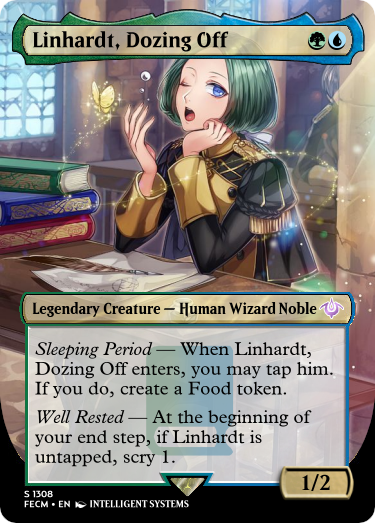 Linhardt, Dozing Off
Legendary Creature — Human Wizard Noble
Sleeping Period — When Linhardt,
Dozing Off enters, you may tap him.
If you do, create a Food token.
Well Rested — At the beginning of
your end step, if Linhardt is
untapped, scry 1.
1/2
S 1308
FECM • EN INTELLIGENT SYSTEMS